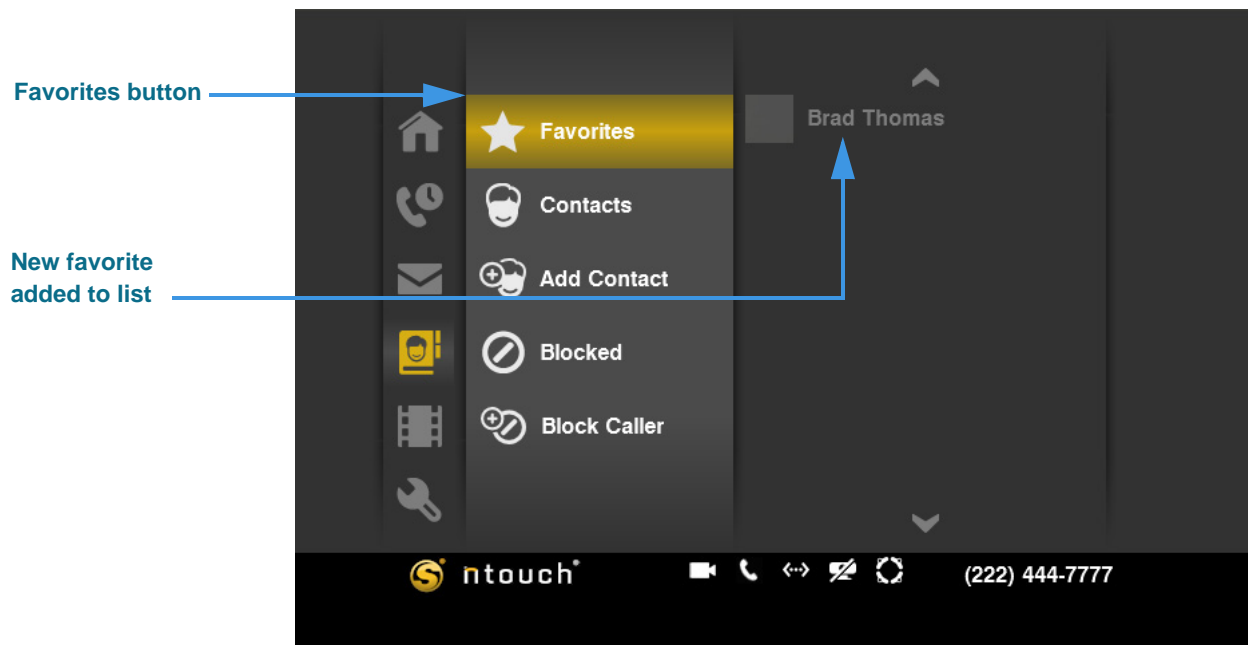 Favorites button
New favorite
added to list
Favorites
Contacts
Add Contact
Blocked
Block Caller
Brad Thomas
S ntouch®
(222) 444-7777